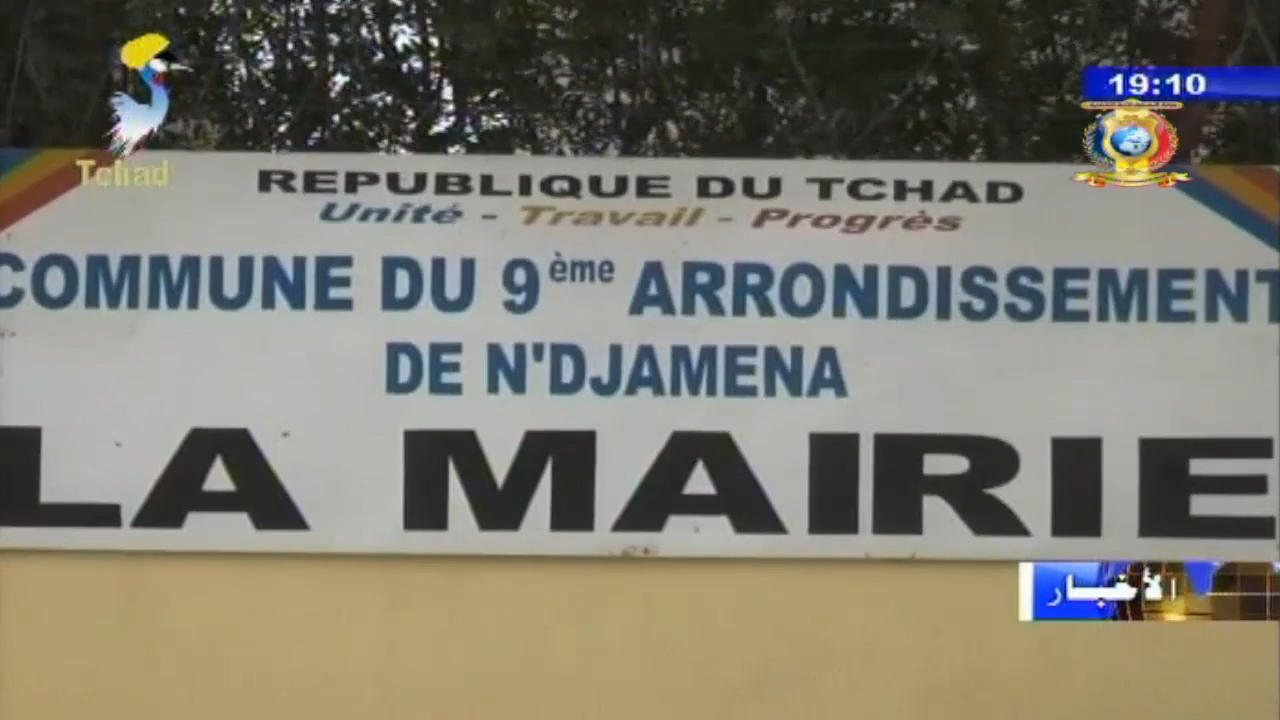 19:10
Tchad
REPUBLIQUE DU TCHAD
Unité - Travail - Progrès
COMMUNE DU 9ème ARRONDISSEMENT
DE N'DJAMENA
LA MAIRIE
الأخبار